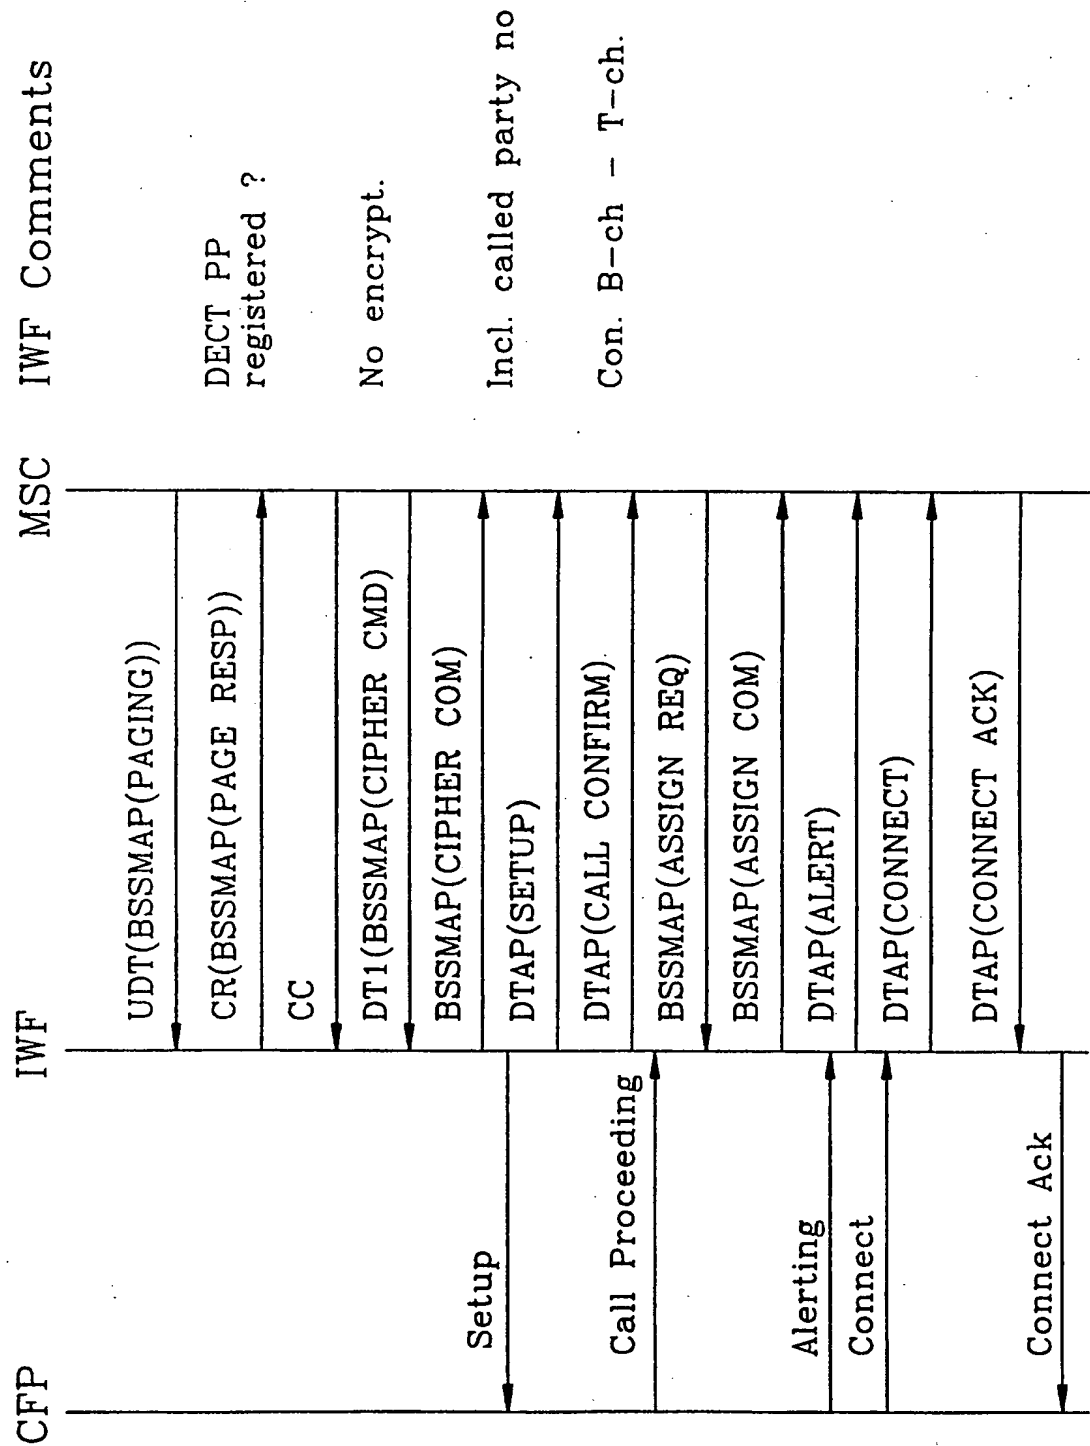 CFP
IWF
MSC
IWF Comments
UDT(BSSMAP(PAGING))
CR(BSSMAP(PAGE RESP))
DECT PP
registered ?
CC
DT1(BSSMAP(CIPHER CMD)
No encrypt.
BSSMAP(CIPHER COM)
Setup
DTAP(SETUP)
Incl. called party no
DTAP(CALL CONFIRM)
Call Proceeding
Con. B-ch - T-ch.
BSSMAP(ASSIGN REQ)
BSSMAP(ASSIGN COM)
Alerting
DTAP(ALERT)
Connect
DTAP(CONNECT)
DTAP(CONNECT ACK)
Connect Ack